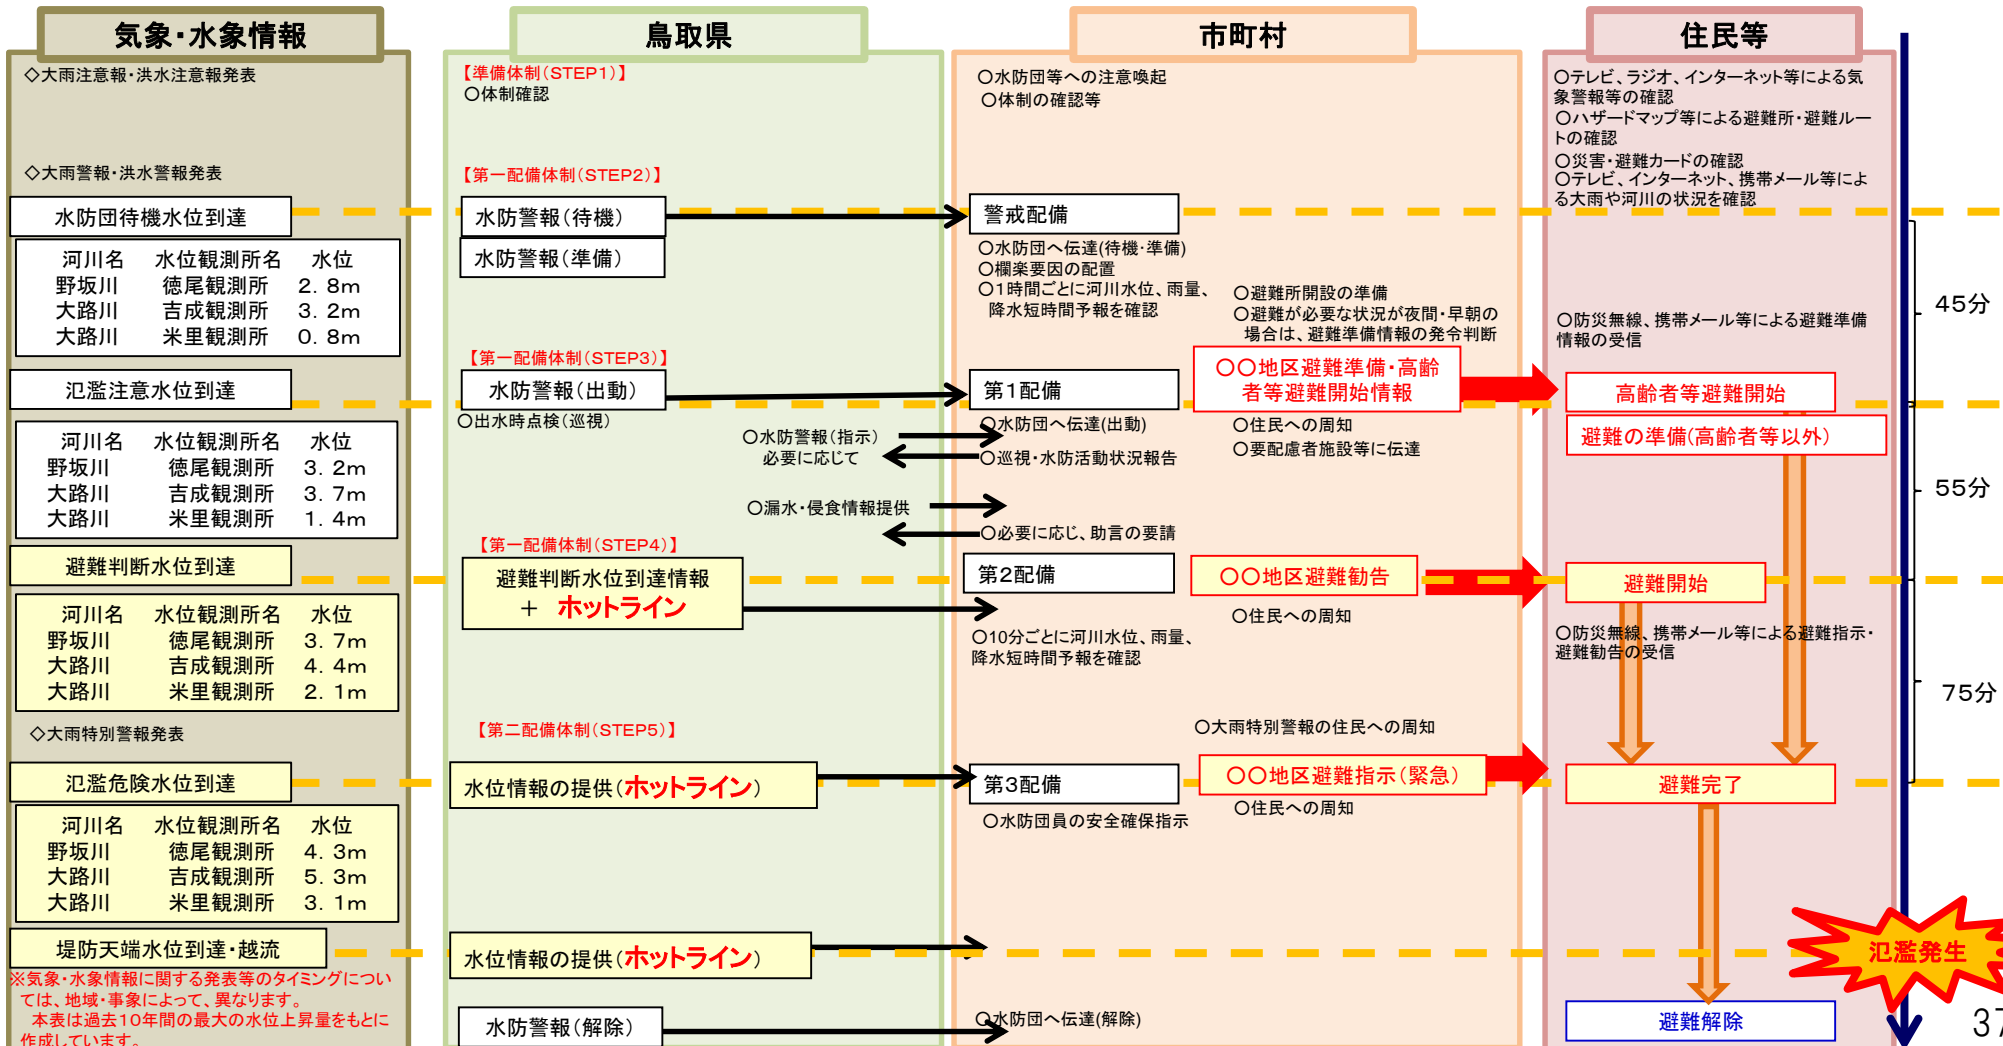 気象・水象情報
◇大雨注意報・洪水注意報発表
◇大雨警報・洪水警報発表
水防団待機水位到達
河川名 水位観測所名 水位
野坂川 徳尾観測所 2.8m
大路川 吉成観測所 3.2m
大路川 米里観測所 0.8m
氾濫注意水位到達
河川名 水位観測所名 水位
野坂川 徳尾観測所 3.2m
大路川 吉成観測所 3.7m
大路川 米里観測所 1.4m
避難判断水位到達
河川名 水位観測所名 水位
野坂川 徳尾観測所 3.7m
大路川 吉成観測所 4.4m
大路川 米里観測所 2.1m
◇大雨特別警報発表
氾濫危険水位到達
河川名 水位観測所名 水位
野坂川 徳尾観測所 4.3m
大路川 吉成観測所 5.3m
大路川 米里観測所 3.1m
堤防天端水位到達・越流
※気象・水象情報に関する発表等のタイミングについ
ては、地域・事象によって、異なります。
本表は過去10年間の最大の水位上昇量をもとに
作成しています。
鳥取県
【準備体制(STEP1)】
○体制確認
【第一配備体制(STEP2)】
水防警報(待機)
水防警報(準備)
【第一配備体制(STEP3)】
水防警報(出動)
○出水時点検(巡視)
○水防警報(指示)
必要に応じて
○漏水・侵食情報提供
【第一配備体制(STEP4)】
避難判断水位到達情報
+ ホットライン
【第二配備体制(STEP5)】
水位情報の提供(ホットライン)
水位情報の提供(ホットライン)
水防警報(解除)
市町村
○水防団等への注意喚起
○体制の確認等
警戒配備
○水防団へ伝達(待機・準備)
○欄楽要因の配置
○1時間ごとに河川水位、雨量、
降水短時間予報を確認
○避難所開設の準備
○避難が必要な状況が夜間・早朝の
場合は、避難準備情報の発令判断
第1配備
○○地区避難準備・高齢
者等避難開始情報
○水防団へ伝達(出動)
○巡視・水防活動状況報告
○住民への周知
○要配慮者施設等に伝達
○必要に応じ、助言の要請
第2配備
○○地区避難勧告
○住民への周知
○10分ごとに河川水位、雨量、
降水短時間予報を確認
○大雨特別警報の住民への周知
第3配備
○○地区避難指示(緊急)
○住民への周知
○水防団員の安全確保指示
○水防団へ伝達(解除)
住民等
○テレビ、ラジオ、インターネット等による気
象警報等の確認
○ハザードマップ等による避難所・避難ルー
トの確認
○災害・避難カードの確認
○テレビ、インターネット、携帯メール等によ
る大雨や河川の状況を確認
○防災無線、携帯メール等による避難準備
情報の受信
高齢者等避難開始
避難の準備(高齢者等以外)
避難開始
○防災無線、携帯メール等による避難指示・
避難勧告の受信
避難完了
避難解除
45分
55分
75分
氾濫発生
37